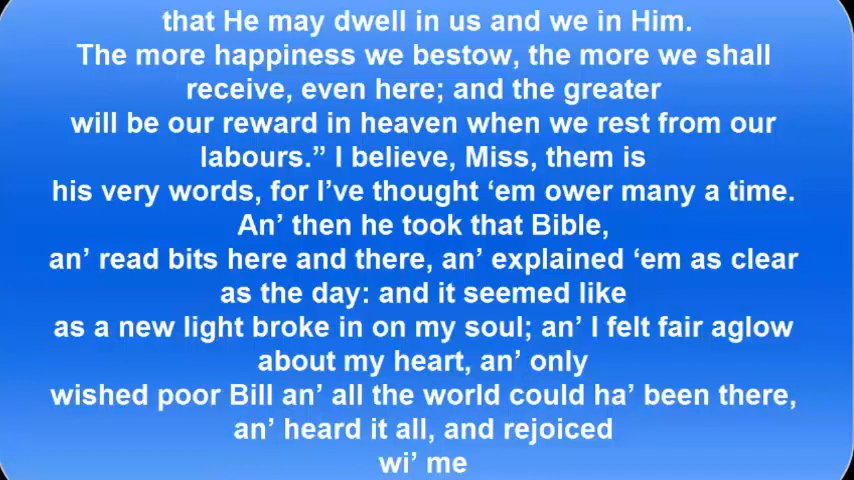 that He may dwell in us and we in Him.
The more happiness we bestow, the more we shall
receive, even here; and the greater
will be our reward in heaven when we rest from our
labours.” I believe, Miss, them is
his very words, for I’ve thought ‘em ower many a time.
An’ then he took that Bible,
an’ read bits here and there, an’ explained ‘em as clear
as the day: and it seemed like
as a new light broke in on my soul; an’ I felt fair aglow
about my heart, an’ only
wished poor Bill an’ all the world could ha’ been there,
an’ heard it all, and rejoiced
wi’ me